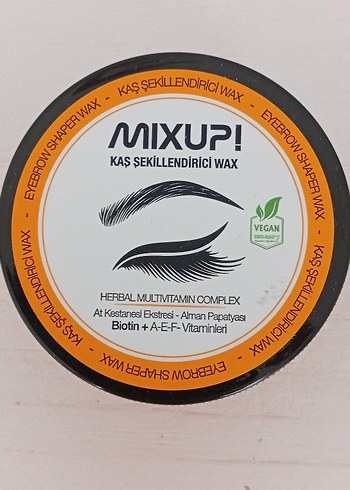 KAŞ ŞEKİLLENDİRİCİ WAX - EYEBROW SHAPER WAX - KAŞ ŞEKİLLENDİRİCİ WAX - EYEBROW SHAPER WAX - KAŞ ŞEKİLLENDİRİCİ WAX - EYEBROW SHAPER WAX -
MIXUP!
KAŞ ŞEKİLLENDİRİCİ WAX
VEGAN
HERBAL MULTIVITAMIN COMPLEX
At Kestanesi Ekstresi - Alman Papatyası
Biotin + A-E-F- Vitaminleri